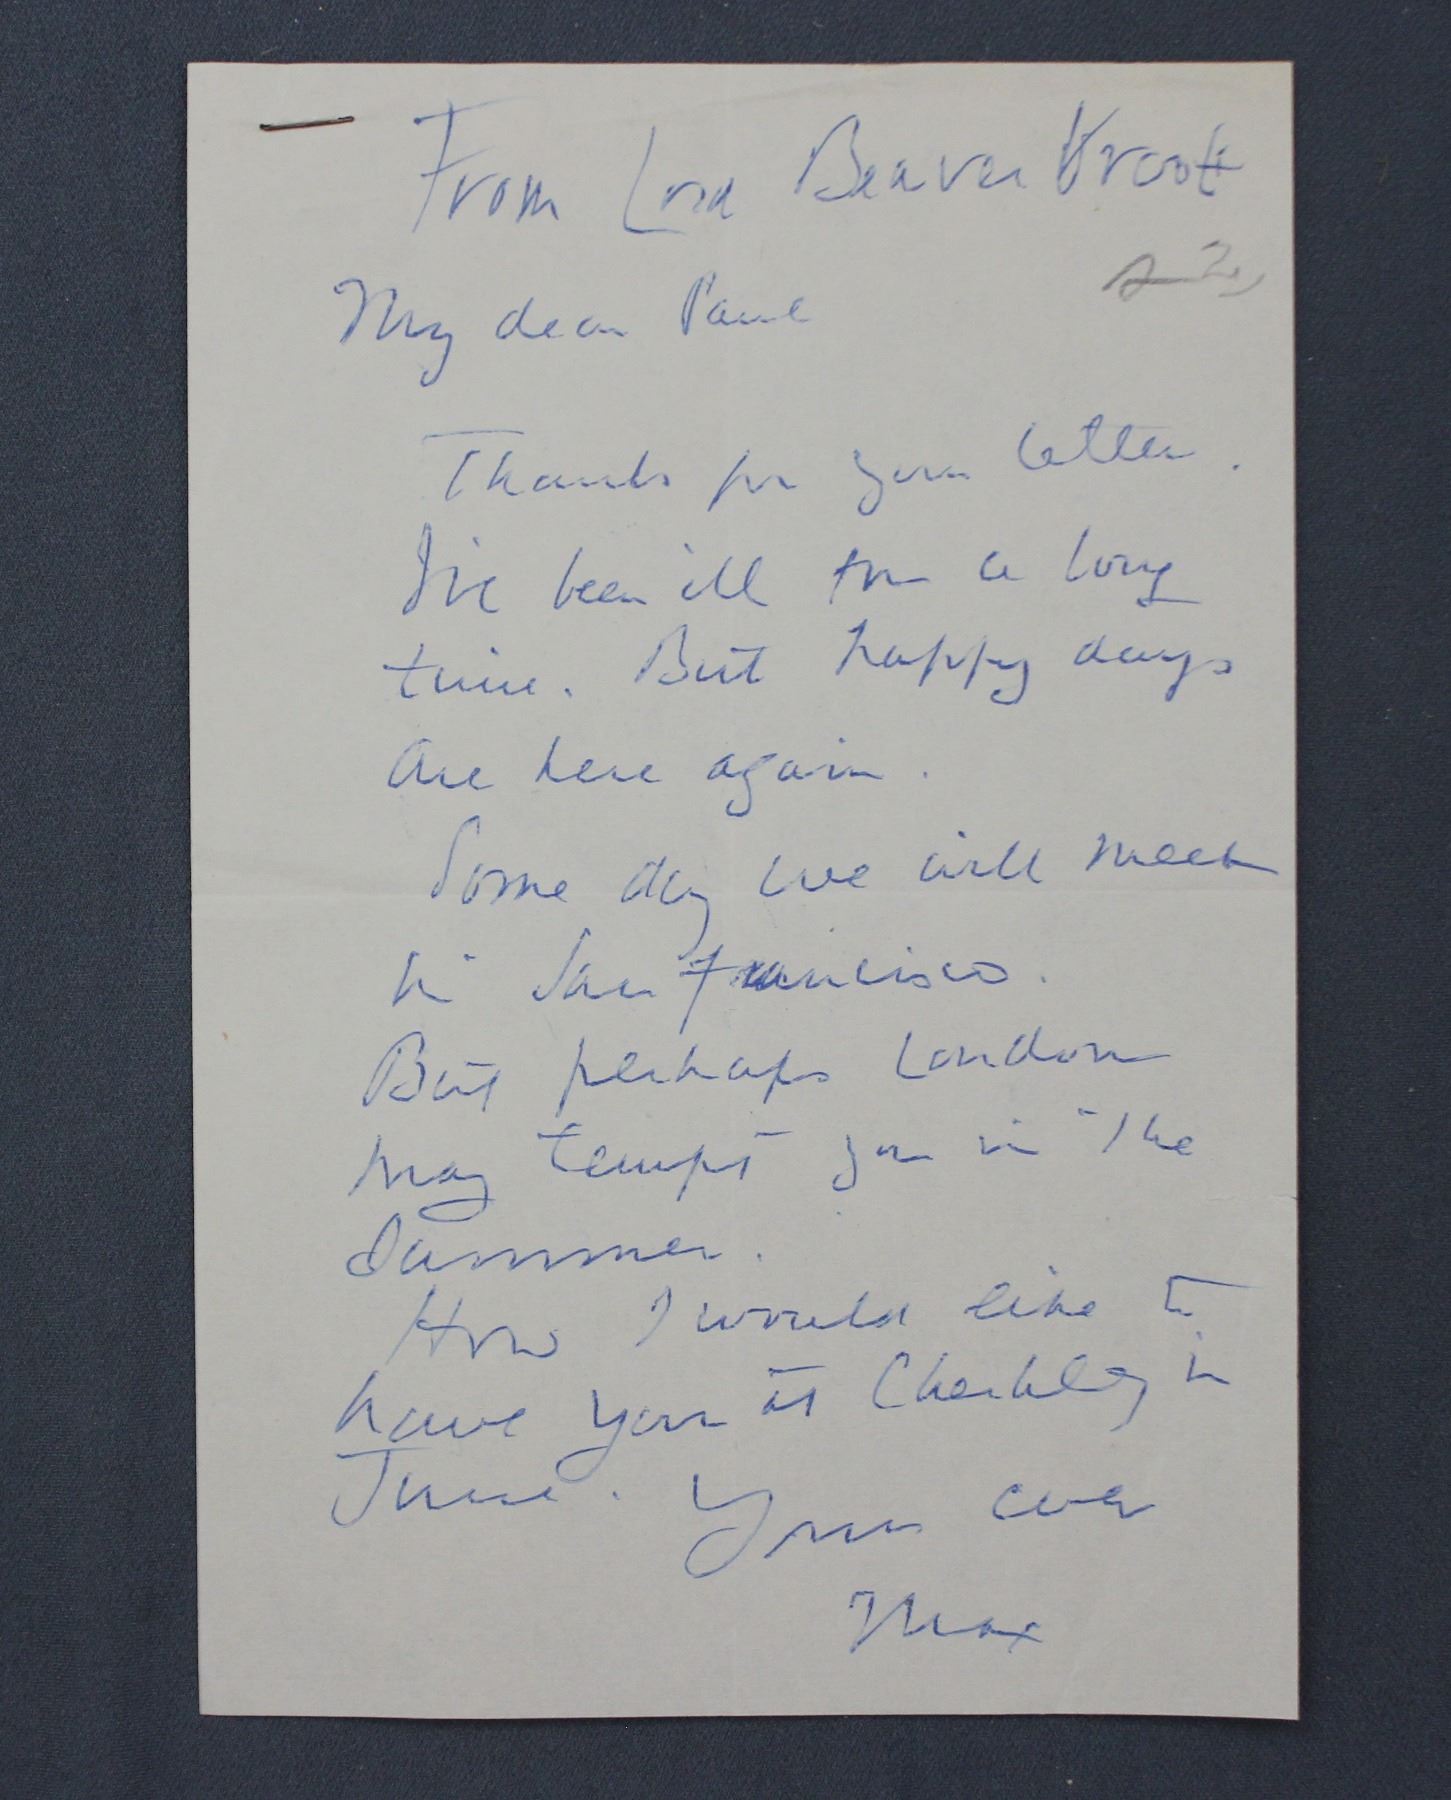 From Lord Beaverbrook
My dear Paul
Thanks for your letter.
I've been ill for a long
time. But happy days
are here again.
Some day we will meet
in San Francisco.
But perhaps London
may tempt you in the
Summer.
How I would like to
have you at Cherkley in
June. Yours ever
Max